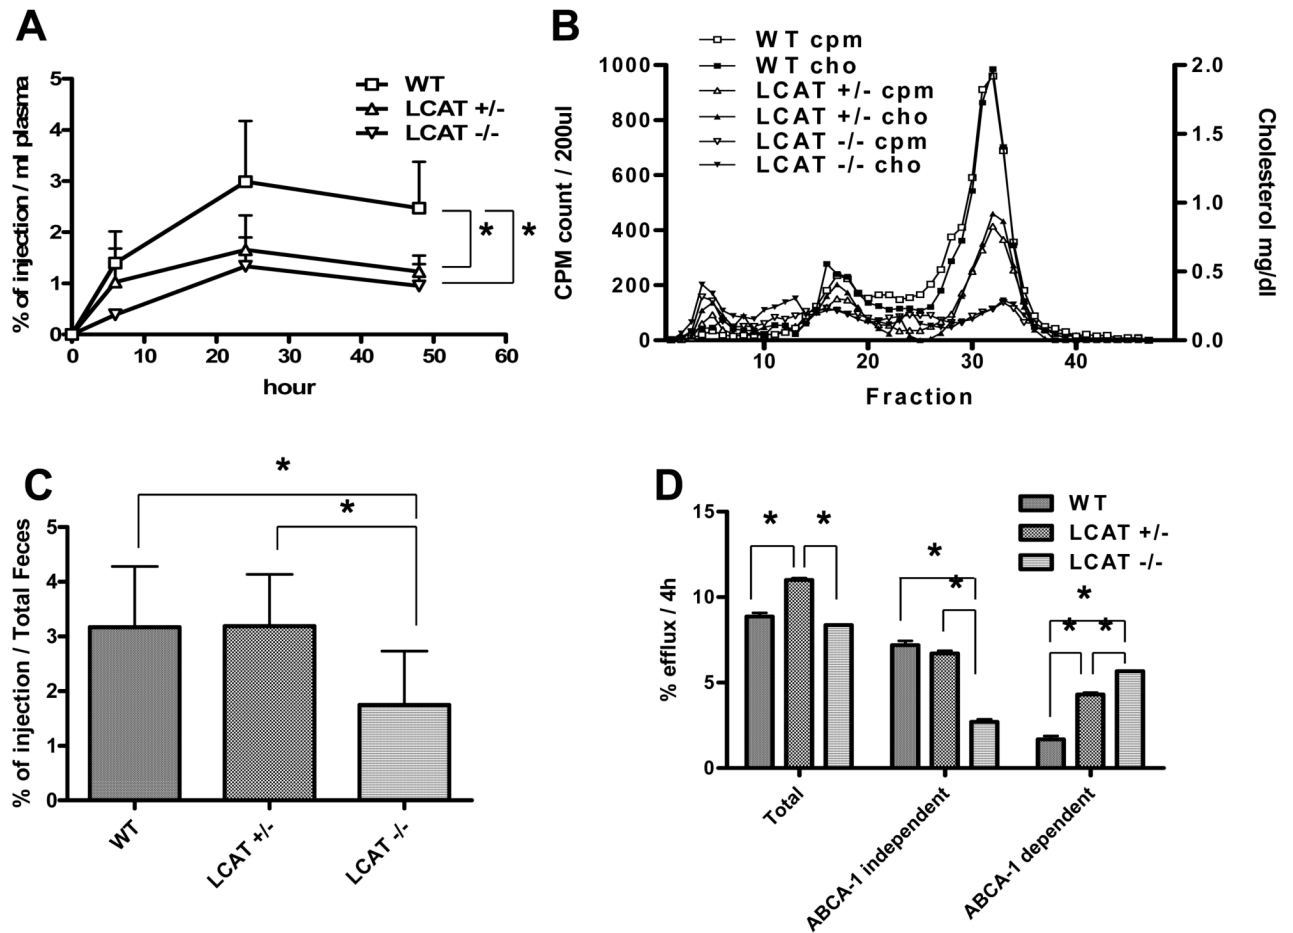 A
5
4
3
2
1
0
0
10
20
30
40
50
60
% of injection / ml plasma
hour
WT
LCAT +/-
LCAT -/-
*
*
B
WT cpm
WT cho
LCAT +/- cpm
LCAT +/- cho
LCAT -/- cpm
LCAT -/- cho
1000
800
600
400
200
0
CPM count / 200ul
2.0
1.5
1.0
0.5
0.0
Cholesterol mg/dl
10
20
30
40
Fraction
C
*
*
5
4
3
2
1
0
% of injection / Total Feces
WT
LCAT +/-
LCAT -/-
D
WT
LCAT +/-
LCAT -/-
15
10
5
0
% efflux / 4h
* *
*
*
*
* *
Total
ABCA-1 independent
ABCA-1 dependent